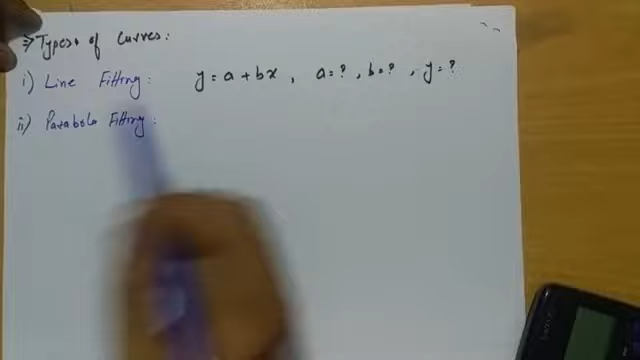 ⇒ Types of Curves:
i) Line Fitting: y = a + bx, a = ?, b = ?, y = ?
ii) Parabola Fitting: